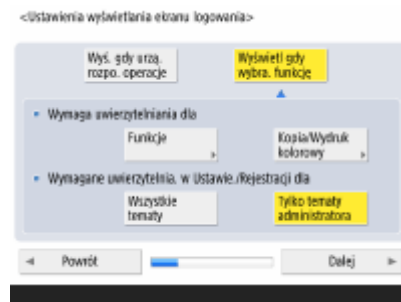 <Ustawienia wyświetlania ekranu logowania>
Wyś. gdy urzą.
rozpo. operacje
Wyświetl gdy
wybra. funkcję
Wymaga uwierzytelniania dla
Funkcje
Kopia/Wydruk
kolorowy
Wymagane uwierzytelnia. w Ustawie./Rejestracji dla
Wszystkie
tematy
Tylko tematy
administratora
Powrót
Dalej